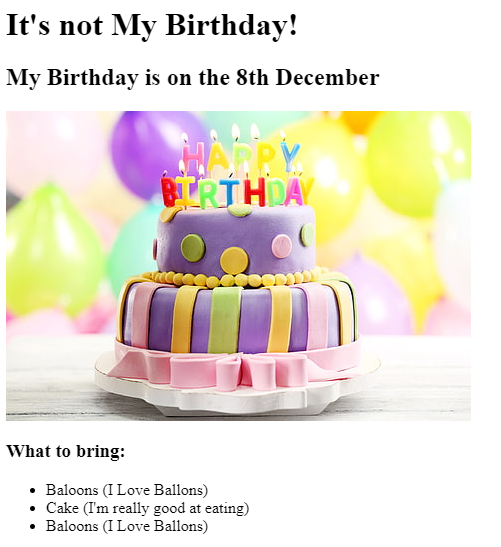 It's not My Birthday!
My Birthday is on the 8th December
HAPPY
BIRTHDAY
What to bring:
Baloons (I Love Ballons)
Cake (I'm really good at eating)
Baloons (I Love Ballons)